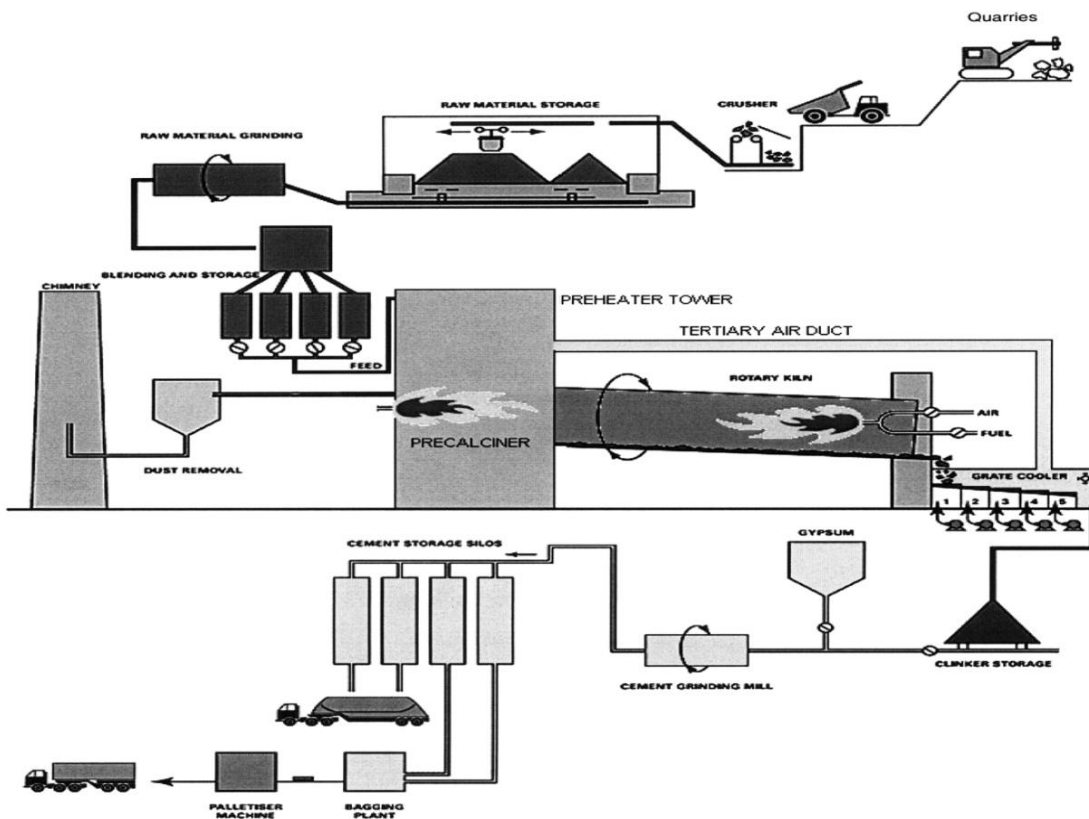 Quarries
RAW MATERIAL STORAGE
CRUSHER
RAW MATERIAL GRINDING
BLENDING AND STORAGE
CHIMNEY
PREHEATER TOWER
TERTIARY AIR DUCT
FEED
ROTARY KILN
AIR
FUEL
PRECALCINER
DUST REMOVAL
GRATE COOLER
1 2 3 4 5
GYPSUM
CEMENT STORAGE SILOS
CLINKER STORAGE
CEMENT GRINDING MILL
PALLETISER
MACHINE
BAGGING
PLANT